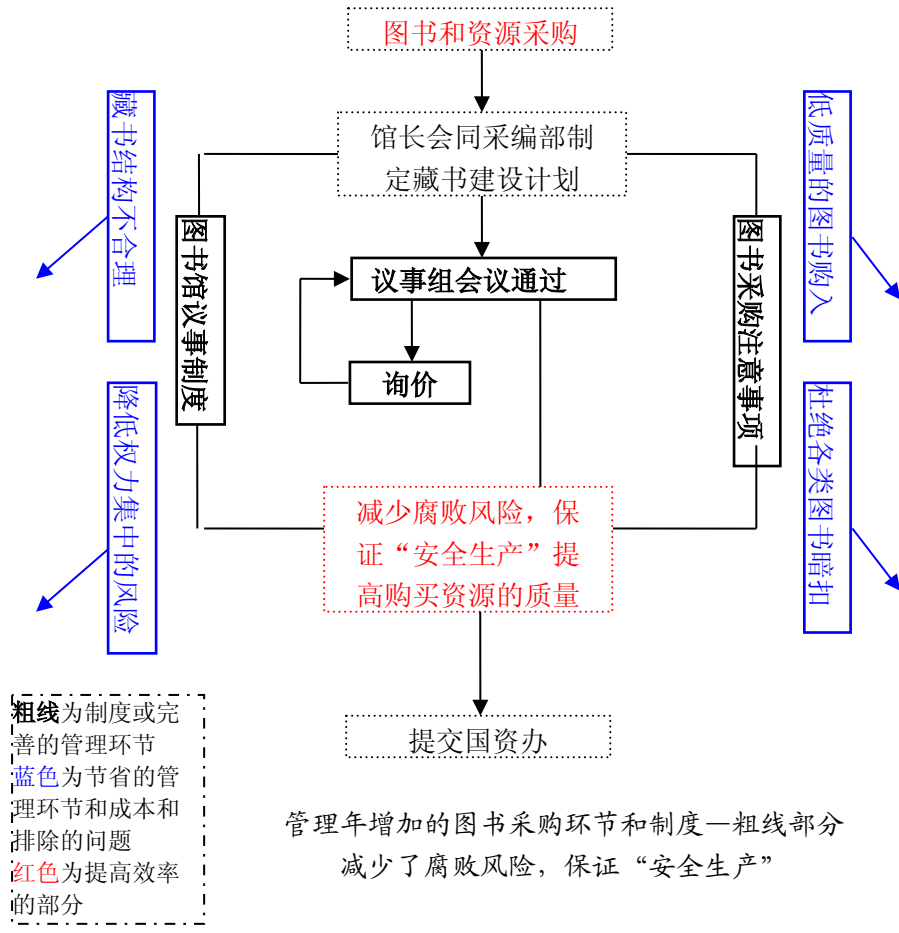 图书和资源采购
馆长会同采编部制
定藏书建设计划
藏书结构不合理
低质量的图书购入
图书馆议事制度
图书采购注意事项
议事组会议通过
询价
降低权力集中的风险
杜绝各类图书暗扣
减少腐败风险，保
证“安全生产”提
高购买资源的质量
提交国资办
粗线为制度或完
善的管理环节
蓝色为节省的管
理环节和成本和
排除的问题
红色为提高效率
的部分
管理年增加的图书采购环节和制度—粗线部分
减少了腐败风险，保证“安全生产”